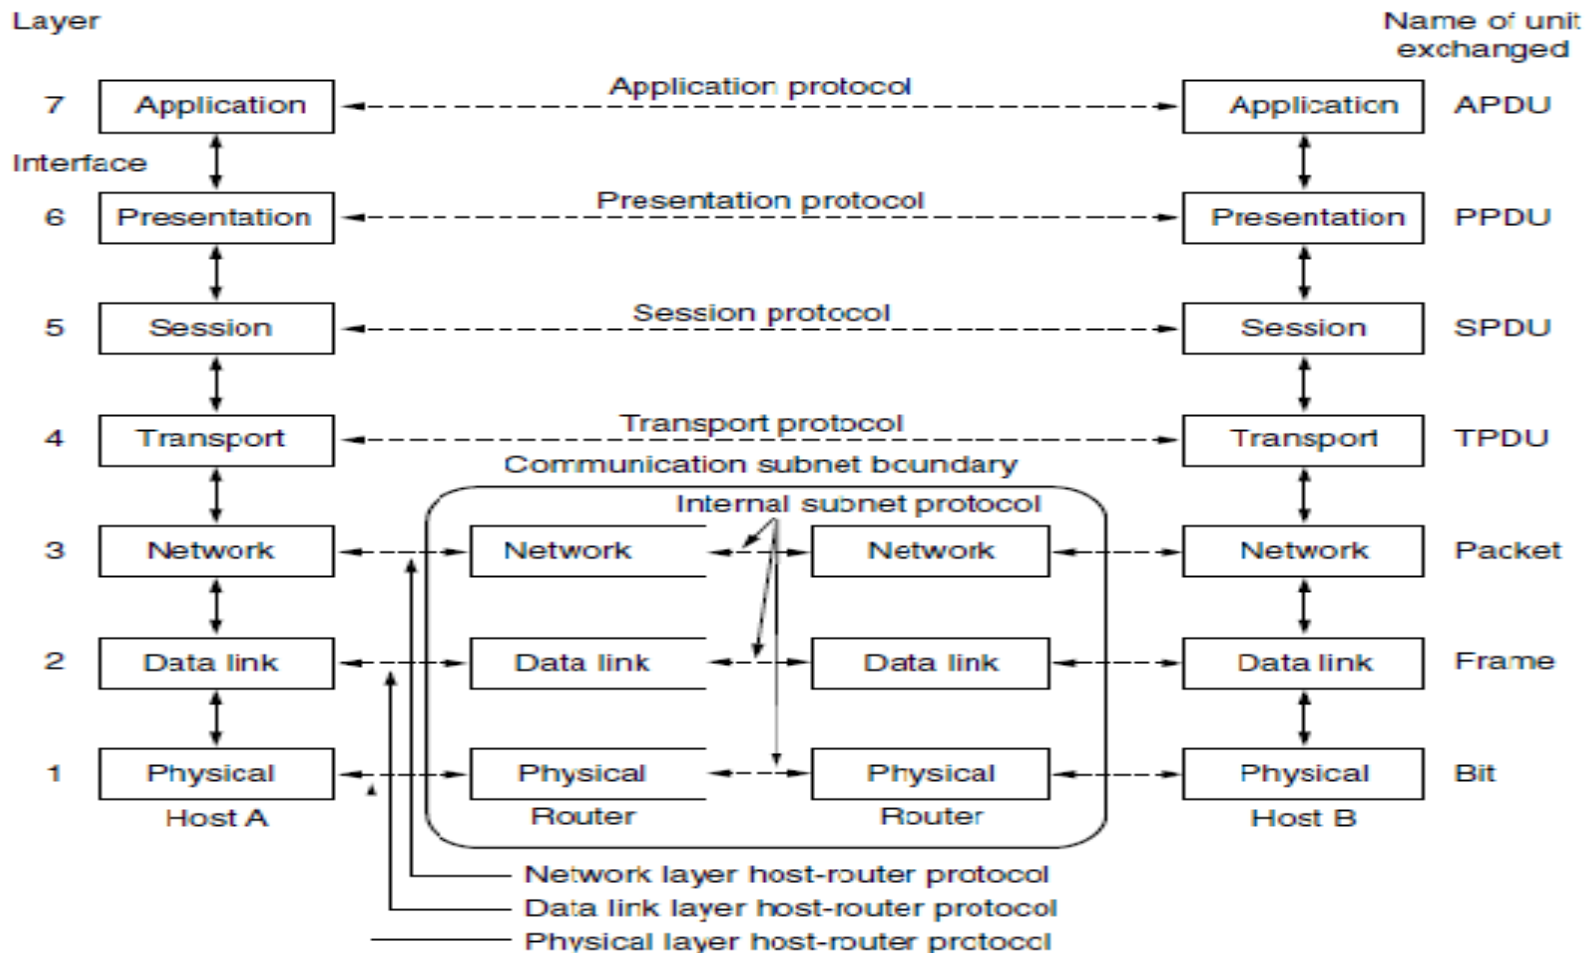 Layer
Name of unit
exchanged
7 Application Application protocol Application APDU
Interface
6 Presentation Presentation protocol Presentation PPDU
5 Session Session protocol Session SPDU
4 Transport Transport protocol Transport TPDU
Communication subnet boundary
Internal subnet protocol
3 Network Network Network Network Packet
2 Data link Data link Data link Data link Frame
1 Physical Physical Physical Physical Bit
Host A Router Router Host B
Network layer host-router protocol
Data link layer host-router protocol
Physical layer host-router protocol